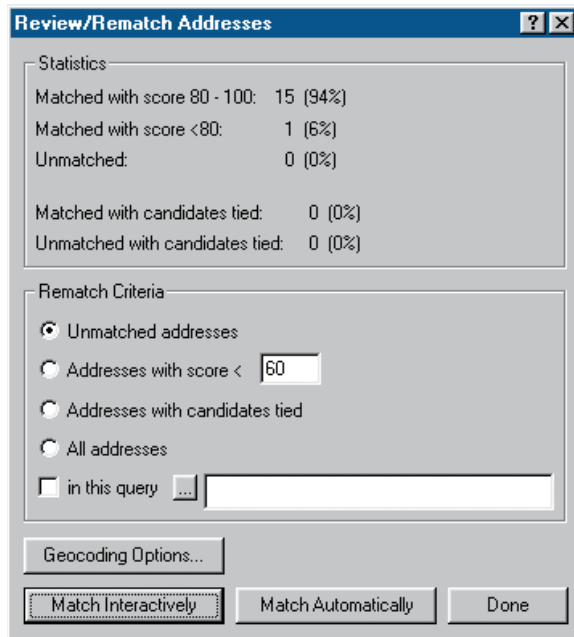 Review/Rematch Addresses
Statistics
Matched with score 80 - 100: 15 (94%)
Matched with score <80: 1 (6%)
Unmatched: 0 (0%)
Matched with candidates tied: 0 (0%)
Unmatched with candidates tied: 0 (0%)
Rematch Criteria
Unmatched addresses
Addresses with score < 60
Addresses with candidates tied
All addresses
in this query ...
Geocoding Options...
Match Interactively Match Automatically Done